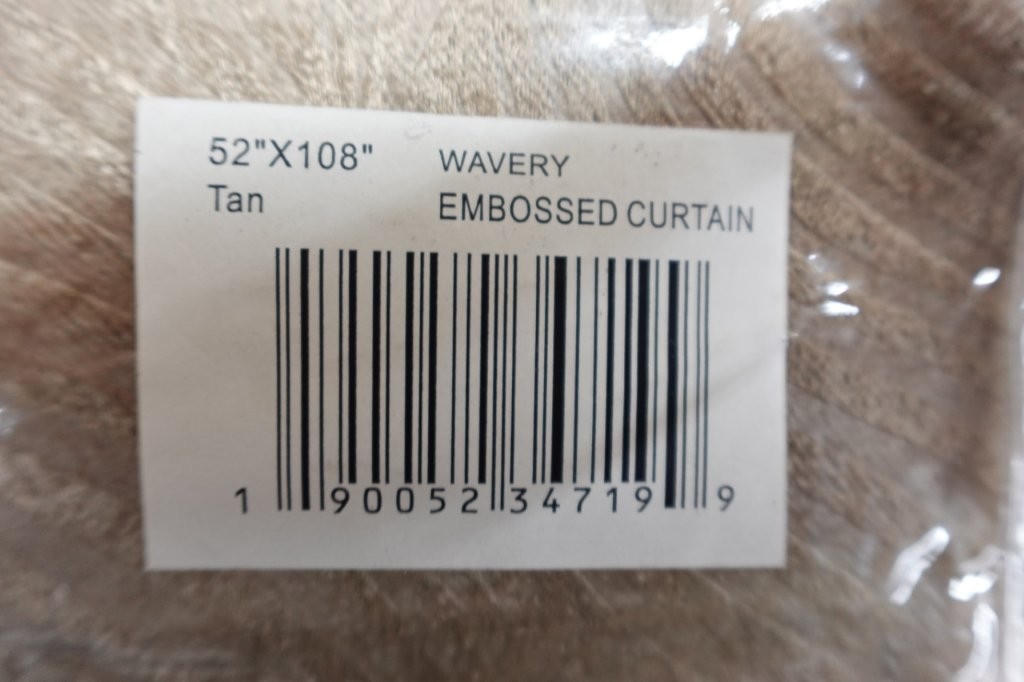 52"X108"
Tan
WAVERY
EMBOSSED CURTAIN
1 90052 34719 9